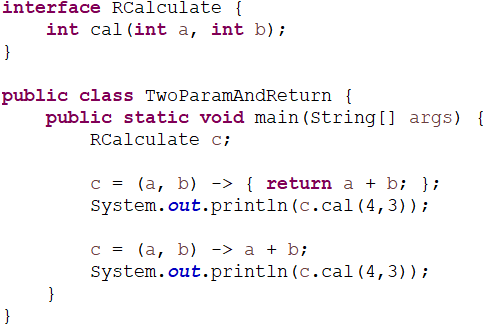 interface RCalculate {
    int cal(int a, int b);
}

public class TwoParamAndReturn {
    public static void main(String[] args) {
        RCalculate c;

        c = (a, b) -> { return a + b; };
        System.out.println(c.cal(4,3));

        c = (a, b) -> a + b;
        System.out.println(c.cal(4,3));
    }
}